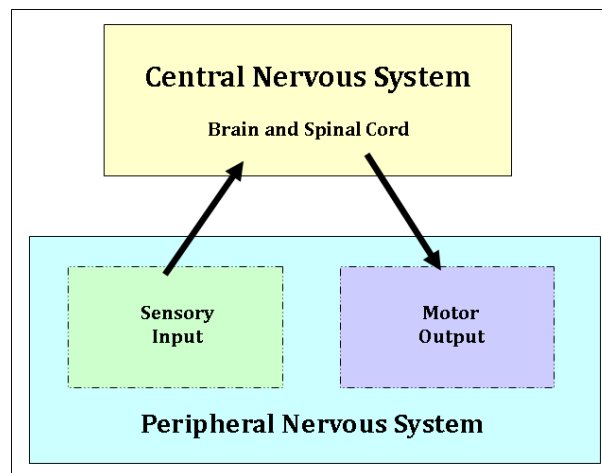 Central Nervous System
Brain and Spinal Cord
Sensory
Input
Motor
Output
Peripheral Nervous System